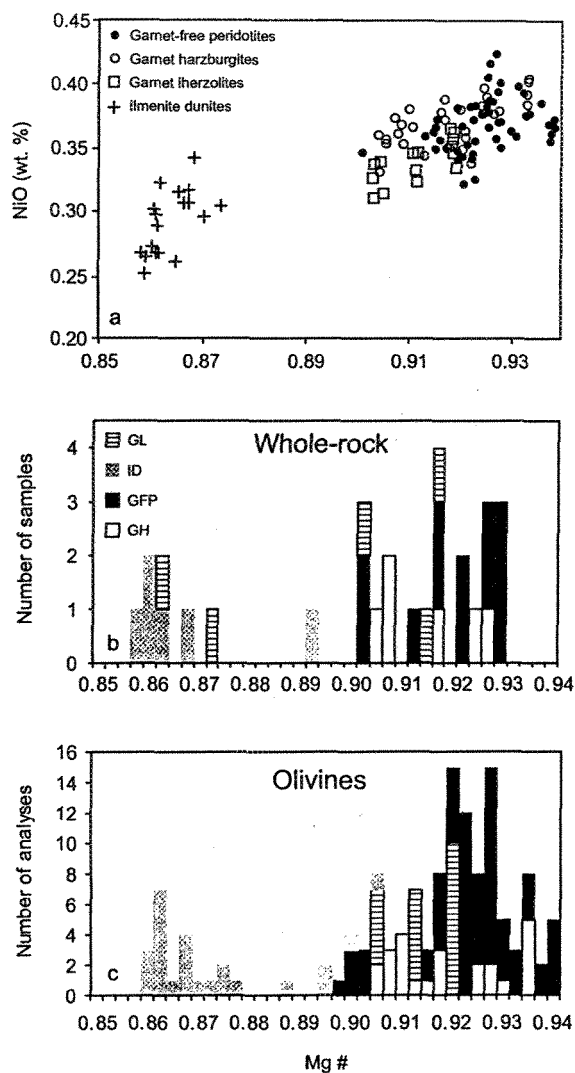 0.45
0.40
0.35
0.30
0.25
0.20
NiO (wt. %)
Garnet-free peridotites
Garnet harzburgites
Garnet lherzolites
Ilmenite dunites
a
0.85 0.87 0.89 0.91 0.93
Whole-rock
GL
ID
GFP
GH
4
3
2
1
0
Number of samples
b
0.85 0.86 0.87 0.88 0.89 0.90 0.91 0.92 0.93 0.94
Olivines
16
14
12
10
8
6
4
2
0
Number of analyses
c
0.85 0.86 0.87 0.88 0.89 0.90 0.91 0.92 0.93 0.94
Mg #